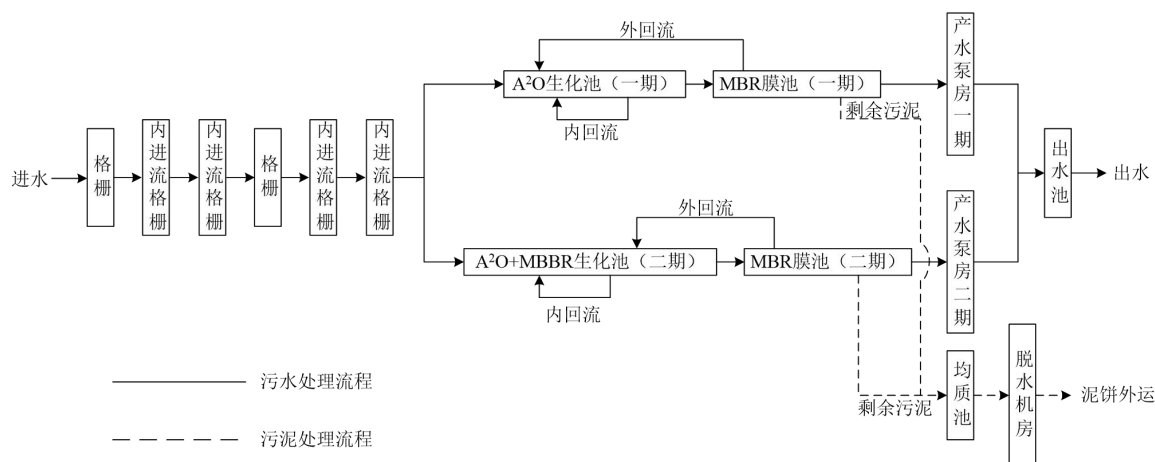 进水
格栅
内进流格栅
内进流格栅
格栅
内进流格栅
内进流格栅
外回流
A²O生化池（一期）
内回流
MBR膜池（一期）
剩余污泥
产水泵房一期
外回流
A²O+MBBR生化池（二期）
内回流
MBR膜池（二期）
剩余污泥
产水泵房二期
出水池
出水
均质池
脱水机房
泥饼外运
污水处理流程
污泥处理流程